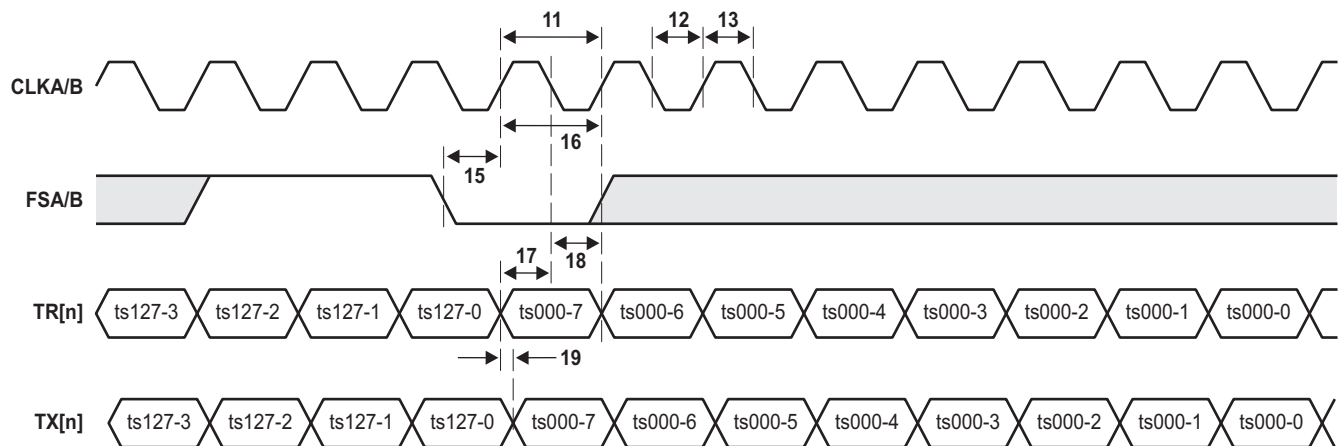 11 12 13
CLKA/B
16
15
FSA/B
17 18
TR[n] ts127-3 ts127-2 ts127-1 ts127-0 ts000-7 ts000-6 ts000-5 ts000-4 ts000-3 ts000-2 ts000-1 ts000-0
19
TX[n] ts127-3 ts127-2 ts127-1 ts127-0 ts000-7 ts000-6 ts000-5 ts000-4 ts000-3 ts000-2 ts000-1 ts000-0